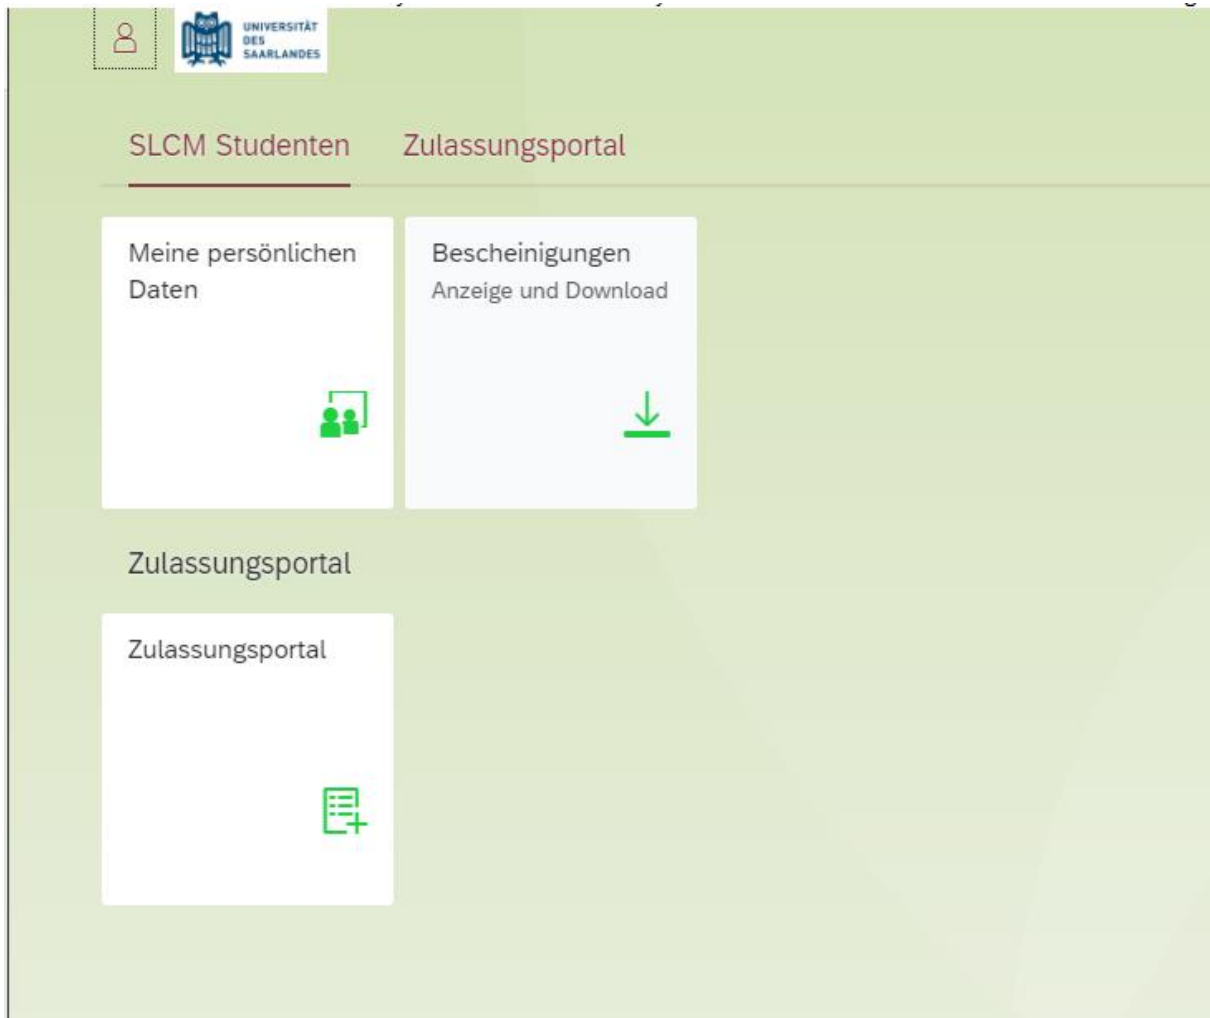 UNIVERSITÄT
DES
SAARLANDES
SLCM Studenten Zulassungsportal
Meine persönlichen
Daten
Bescheinigungen
Anzeige und Download
Zulassungsportal
Zulassungsportal